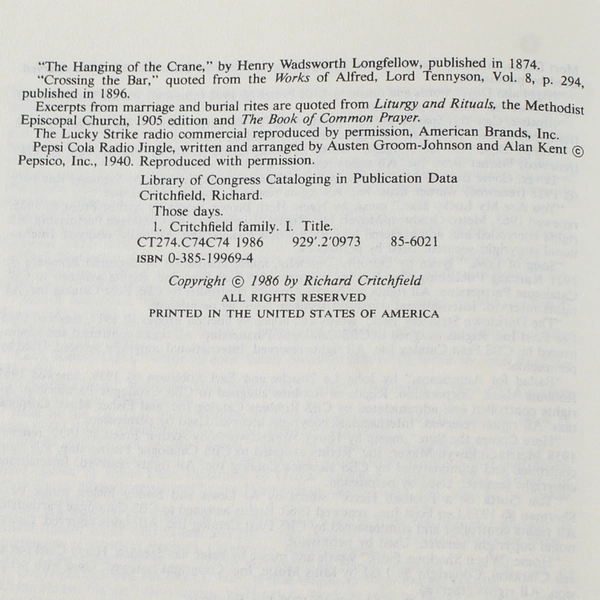 "The Hanging of the Crane," by Henry Wadsworth Longfellow, published in 1874.
"Crossing the Bar," quoted from the Works of Alfred, Lord Tennyson, Vol. 8, p. 294,
published in 1896.
Excerpts from marriage and burial rites are quoted from Liturgy and Rituals, the Methodist
Episcopal Church, 1905 edition and The Book of Common Prayer.
The Lucky Strike radio commercial reproduced by permission, American Brands, Inc.
Pepsi Cola Radio Jingle, written and arranged by Austen Groom-Johnson and Alan Kent ©
Pepsico, Inc., 1940. Reproduced with permission.
Library of Congress Cataloging in Publication Data
Critchfield, Richard.
Those days.
1. Critchfield family. I. Title.
CT274.C74C74 1986 929'.2'0973 85-6021
ISBN 0-385-19969-4
Copyright © 1986 by Richard Critchfield
ALL RIGHTS RESERVED
PRINTED IN THE UNITED STATES OF AMERICA